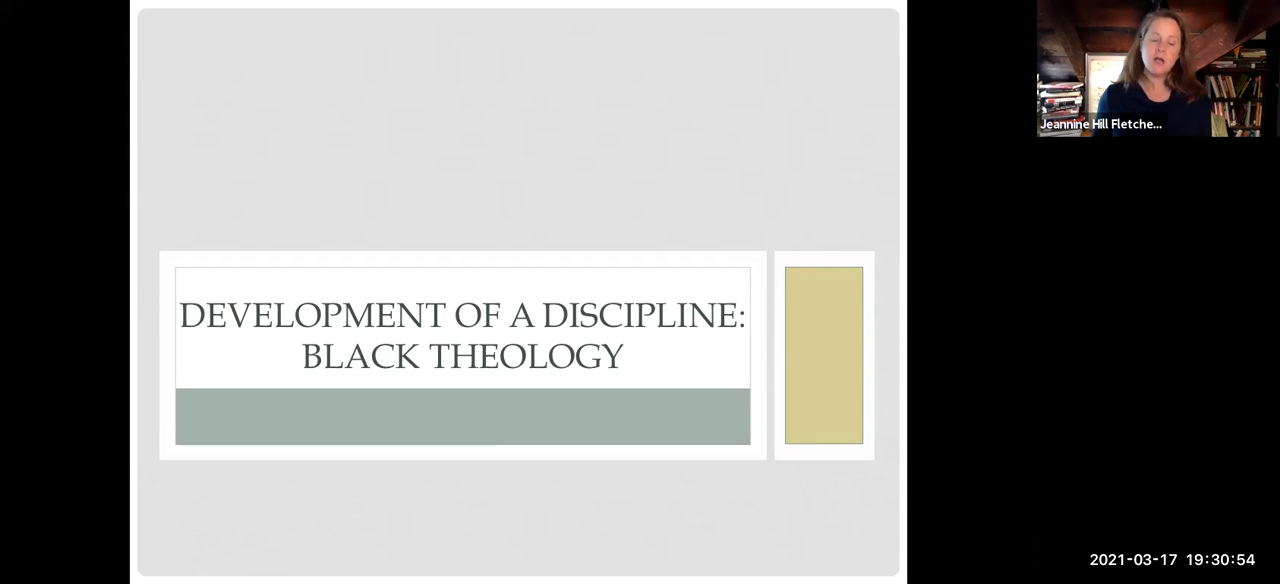 DEVELOPMENT OF A DISCIPLINE:
BLACK THEOLOGY
Jeannine Hill Fletche...
2021-03-17 19:30:54